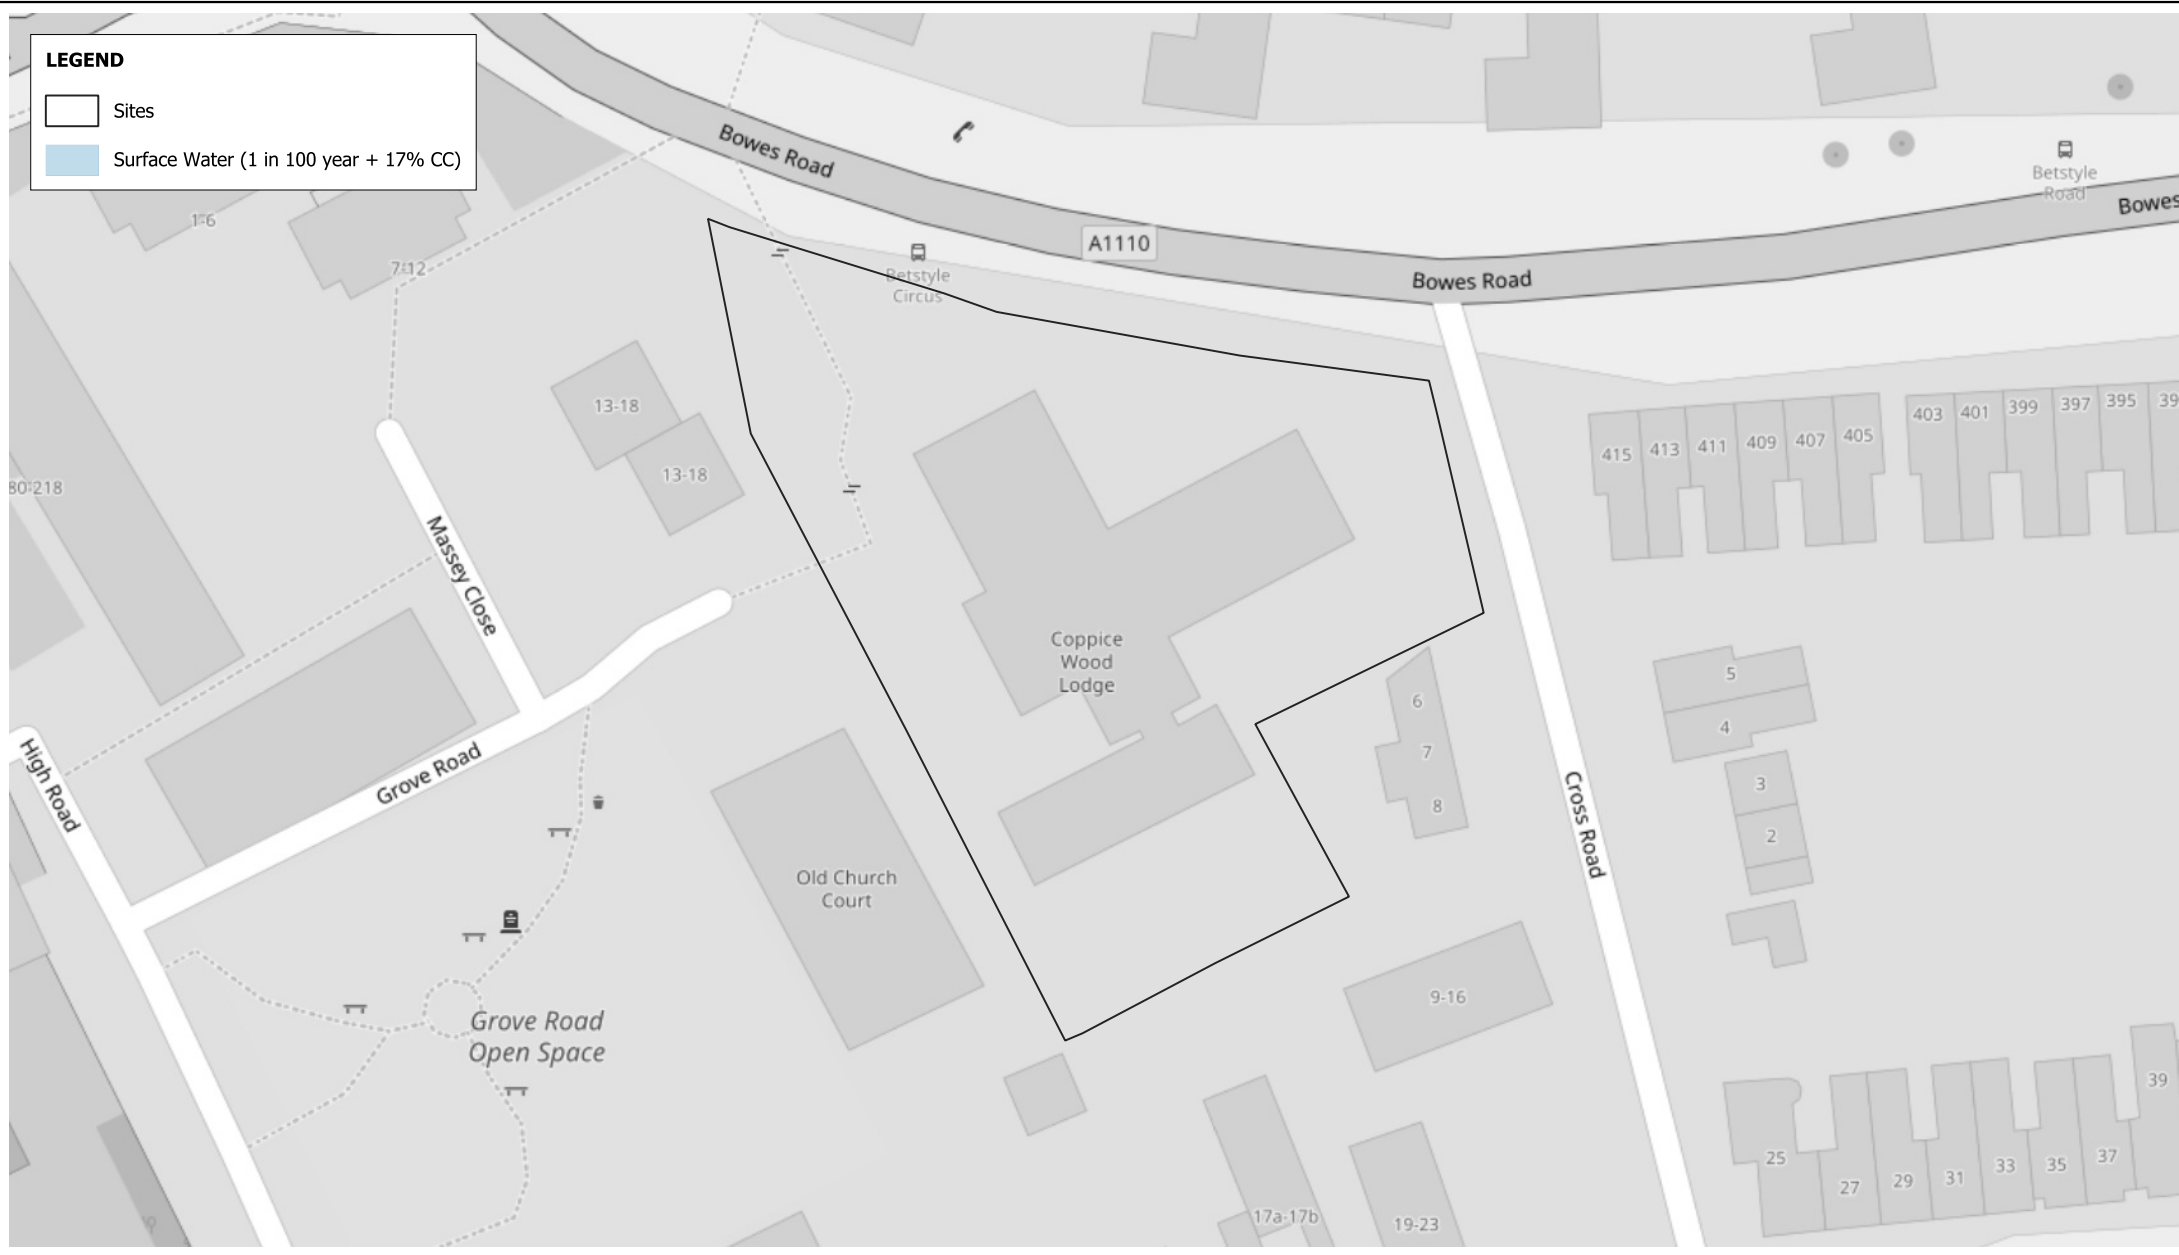 LEGEND
Sites
Surface Water (1 in 100 year + 17% CC)
Bowes Road
A1110
Betstyle
Circus
Bowes Road
Betstyle
Road
Bowes
1-6
7-12
13-18
13-18
80-218
Massey Close
Grove Road
High Road
Coppice
Wood
Lodge
Old Church
Court
Grove Road
Open Space
Cross Road
415
413
411
409
407
405
403
401
399
397
395
39
6
7
8
5
4
3
2
9-16
17a-17b
19-23
25
27
29
31
33
35
37
39